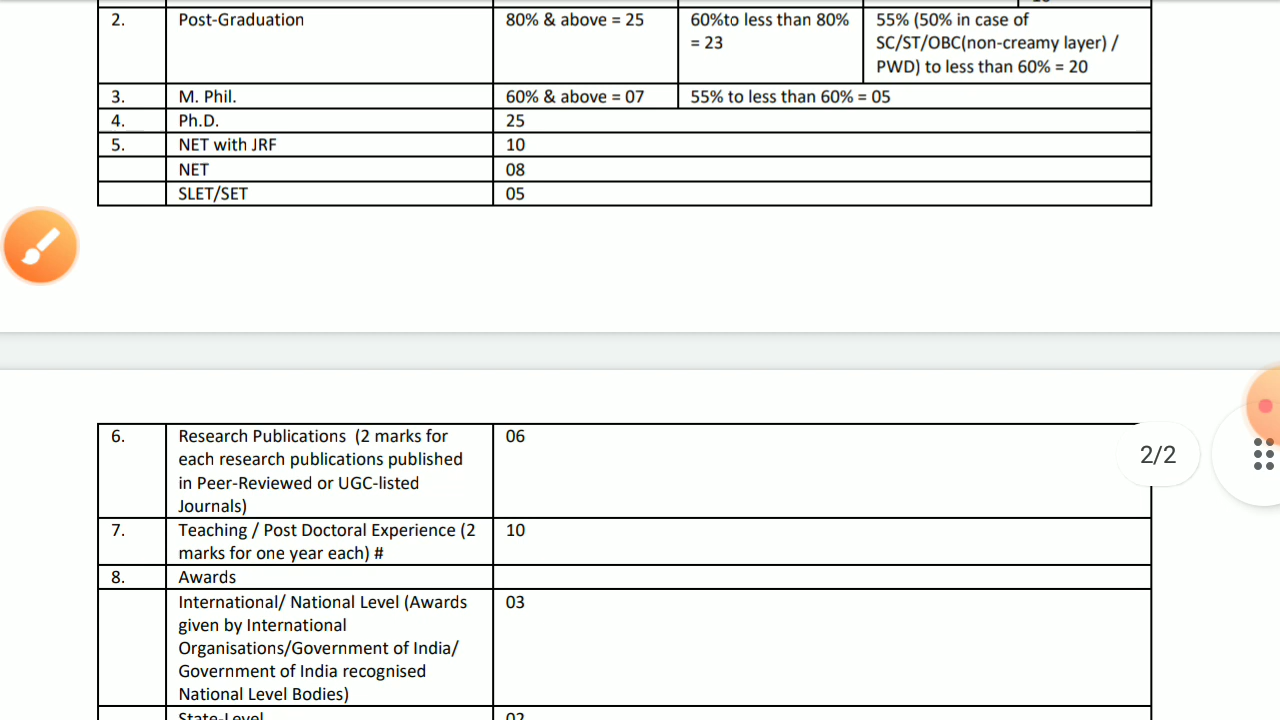 2.
Post-Graduation
80% & above = 25
60%to less than 80%
= 23
55% (50% in case of
SC/ST/OBC(non-creamy layer) /
PWD) to less than 60% = 20
3.
M. Phil.
60% & above = 07
55% to less than 60% = 05
4.
Ph.D.
25
5.
NET with JRF
10
NET
08
SLET/SET
05
6.
Research Publications (2 marks for
each research publications published
in Peer-Reviewed or UGC-listed
Journals)
06
2/2
7.
Teaching / Post Doctoral Experience (2
marks for one year each) #
10
8.
Awards
International/ National Level (Awards
given by International
Organisations/Government of India/
Government of India recognised
National Level Bodies)
03
State-Level
02